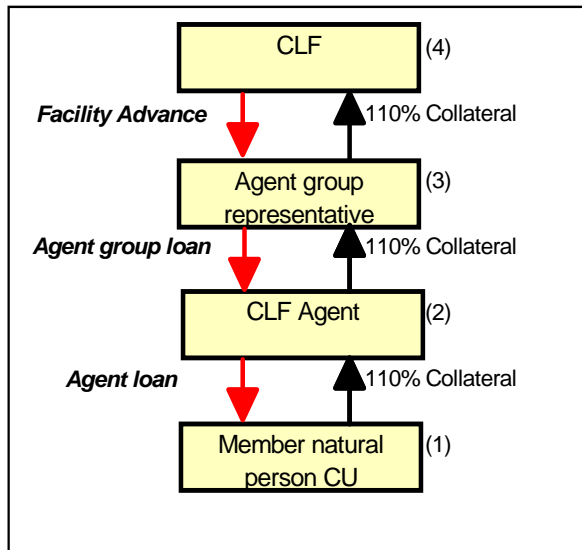 CLF (4)
Facility Advance 110% Collateral
Agent group (3)
representative
Agent group loan 110% Collateral
CLF Agent (2)
Agent loan 110% Collateral
Member natural (1)
person CU